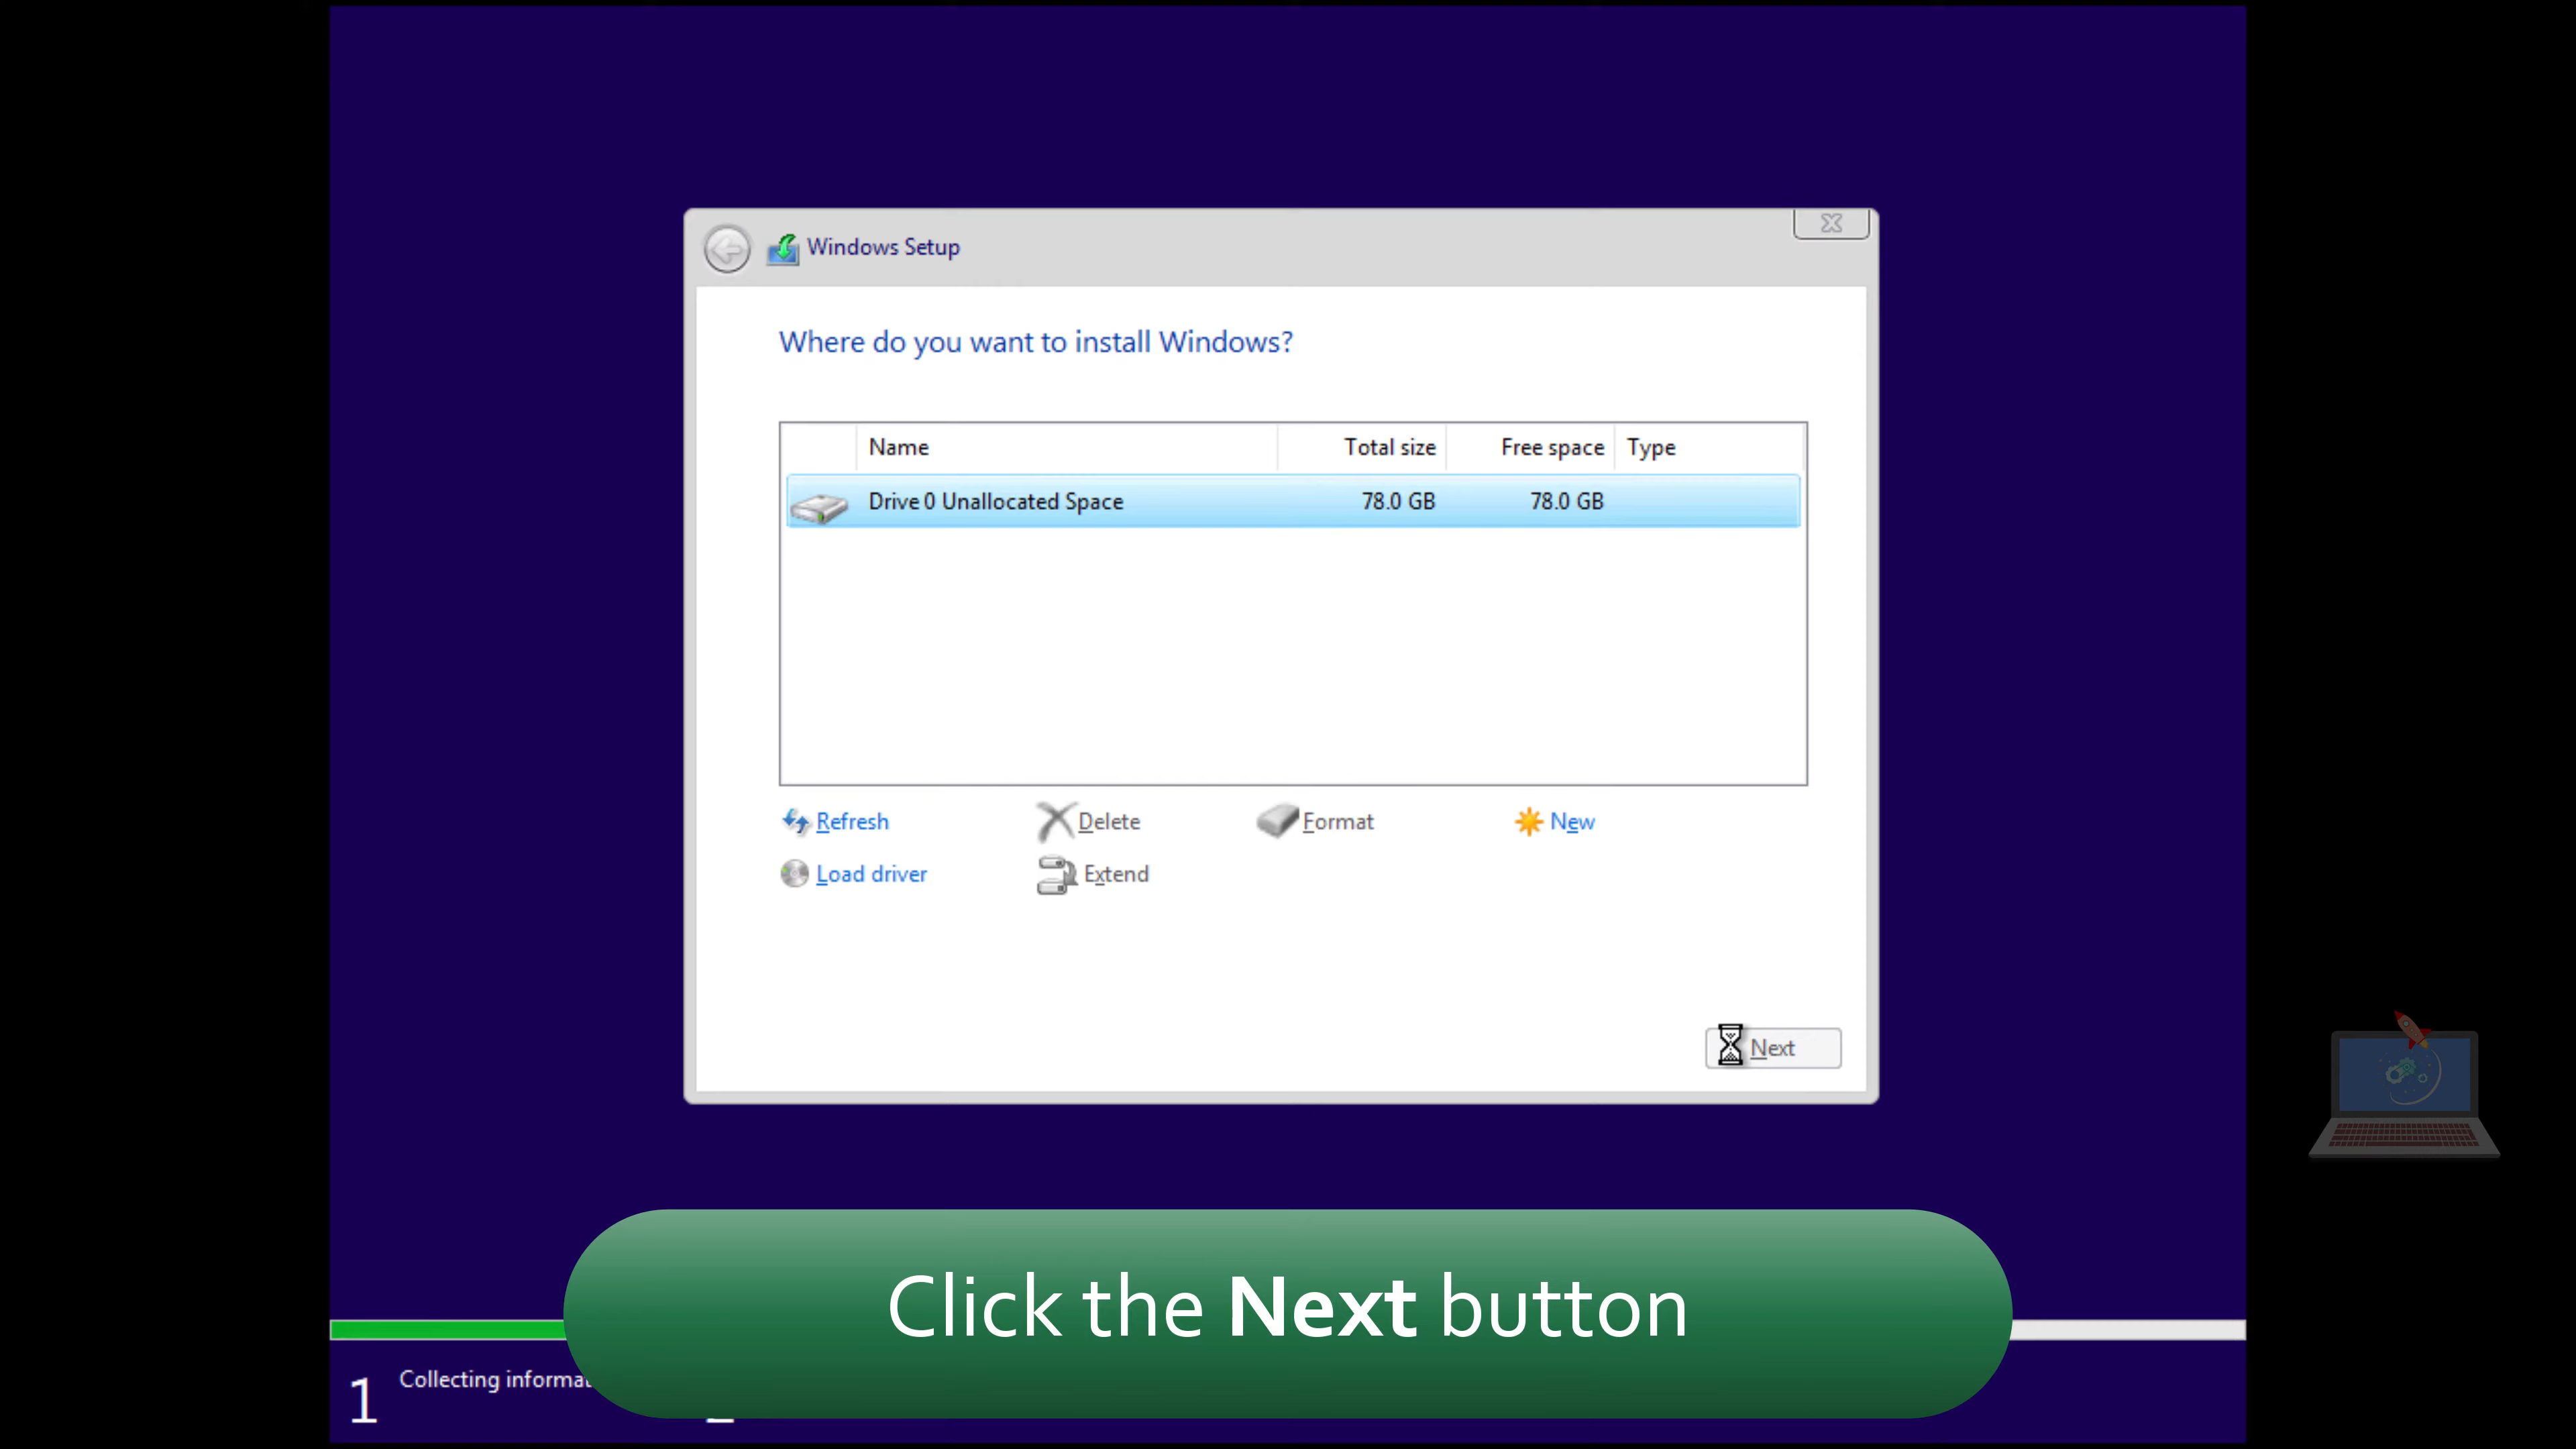 Windows Setup
Where do you want to install Windows?
Name Total size Free space Type
Drive 0 Unallocated Space 78.0 GB 78.0 GB
Refresh Delete Format New
Load driver Extend
Next
Click the Next button
1 Collecting